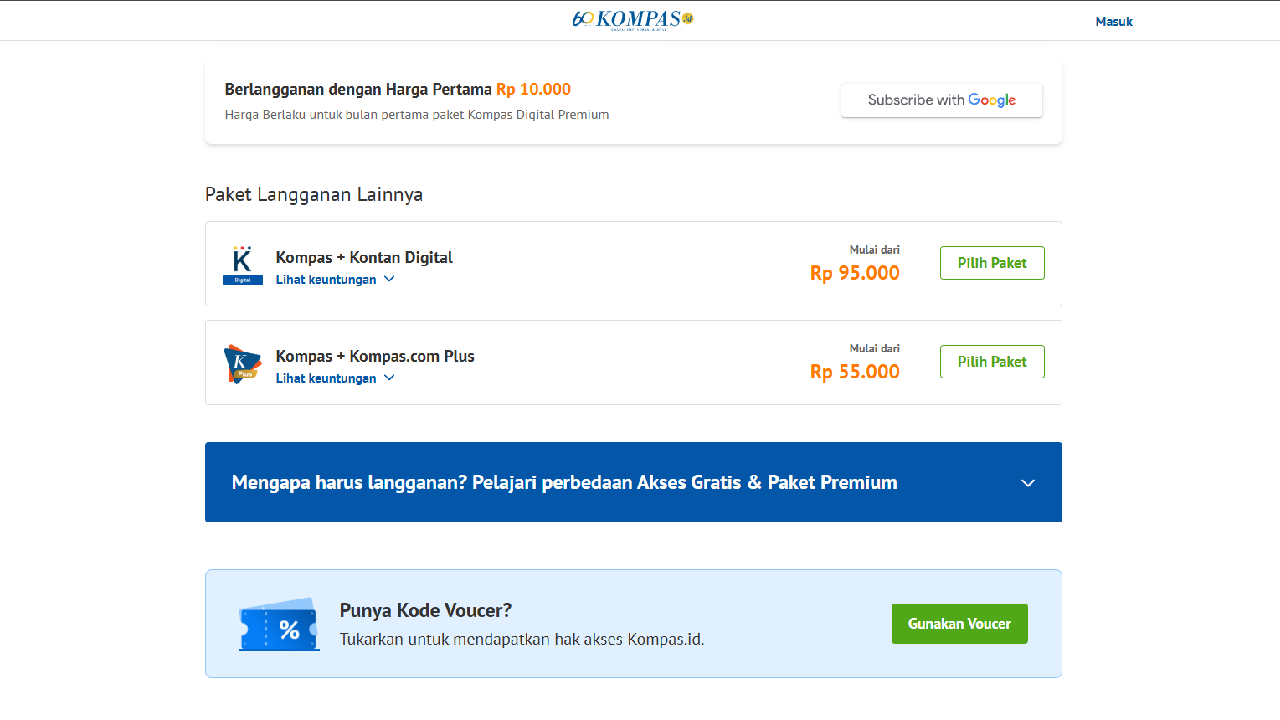 60 KOMPAS
Masuk
Berlangganan dengan Harga Pertama Rp 10.000
Harga Berlaku untuk bulan pertama paket Kompas Digital Premium
Subscribe with Google
Paket Langganan Lainnya
K
Digital
Kompas + Kontan Digital
Lihat keuntungan
Mulai dari
Rp 95.000
Pilih Paket
K
Plus
Kompas + Kompas.com Plus
Lihat keuntungan
Mulai dari
Rp 55.000
Pilih Paket
Mengapa harus langganan? Pelajari perbedaan Akses Gratis & Paket Premium
%
Punya Kode Voucer?
Tukarkan untuk mendapatkan hak akses Kompas.id.
Gunakan Voucer